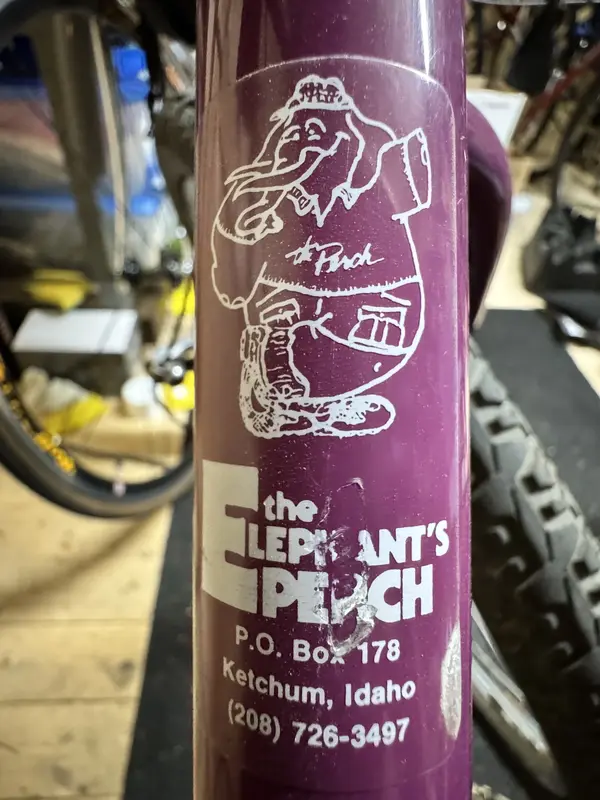 the Perch
the
ELEPHANT'S
PERCH
P.O. Box 178
Ketchum, Idaho
(208) 726-3497